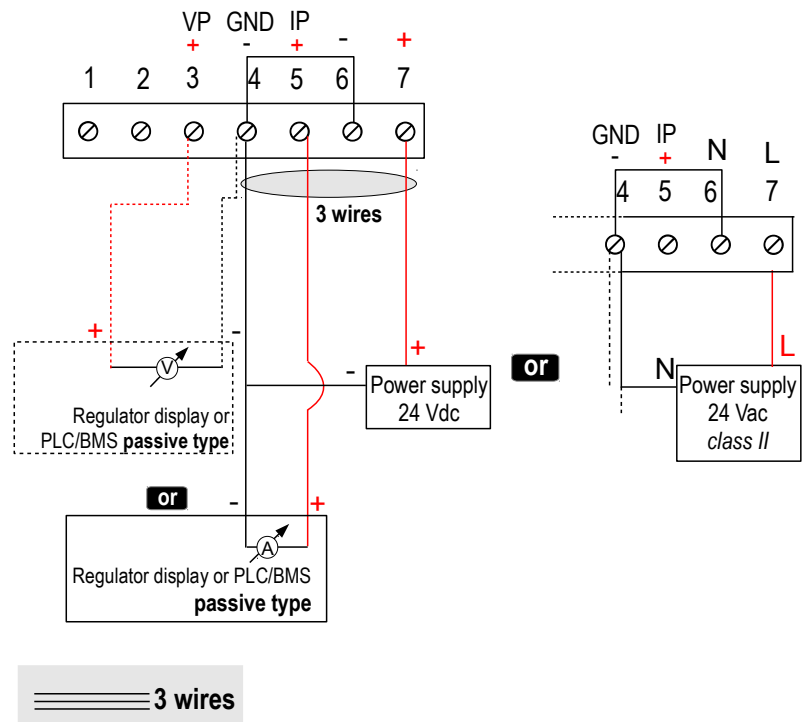 VP GND IP
+ - + - +
1 2 3 4 5 6 7
3 wires
+ -
V
Regulator display or
PLC/BMS passive type
- +
Power supply
24 Vdc
or
- +
A
Regulator display or PLC/BMS
passive type
or
GND IP N L
- +
4 5 6 7
N L
Power supply
24 Vac
class II
3 wires